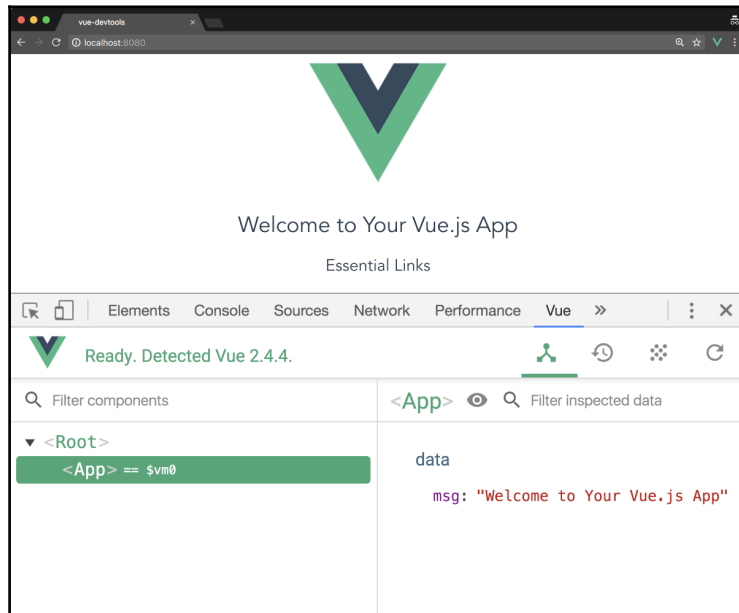 vue-devtools
localhost:8080
Welcome to Your Vue.js App
Essential Links
Elements Console Sources Network Performance Vue
Ready. Detected Vue 2.4.4.
Filter components
<App> Filter inspected data
<Root>
<App> == $vm0
data
msg: "Welcome to Your Vue.js App"